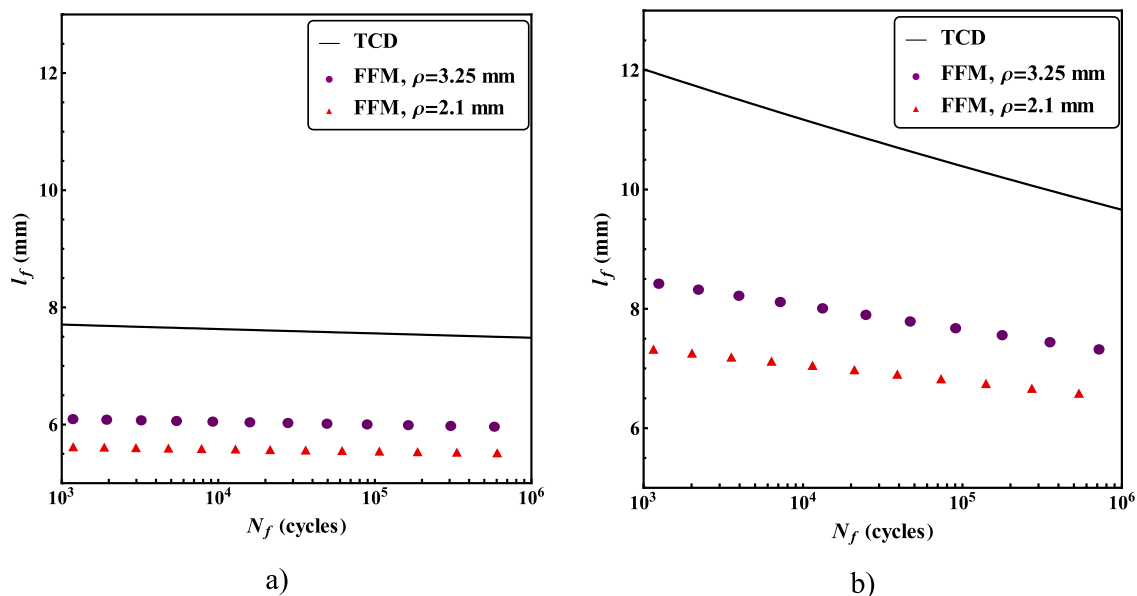 TCD
FFM, ρ=3.25 mm
FFM, ρ=2.1 mm
12
10
8
6
l_f (mm)
10^3 10^4 10^5 10^6
N_f (cycles)
a)
TCD
FFM, ρ=3.25 mm
FFM, ρ=2.1 mm
12
10
8
6
l_f (mm)
10^3 10^4 10^5 10^6
N_f (cycles)
b)